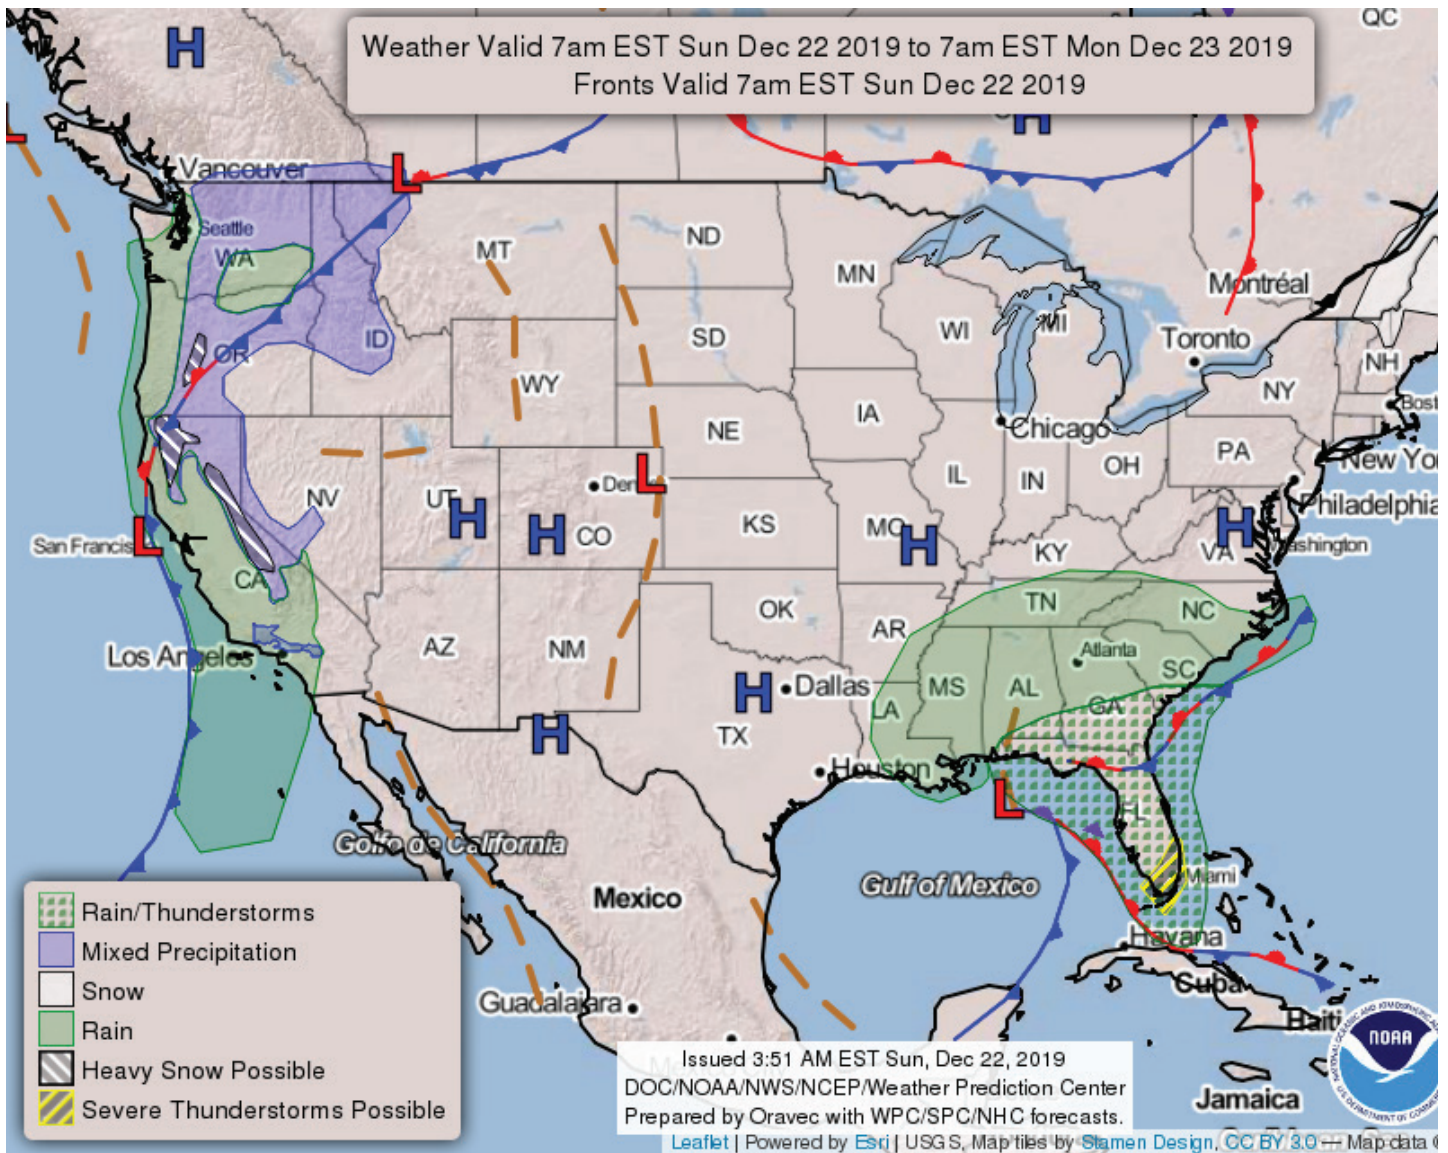 QC
Weather Valid 7am EST Sun Dec 22 2019 to 7am EST Mon Dec 23 2019
Fronts Valid 7am EST Sun Dec 22 2019
H
H
L
Vancouver
L
Seattle
WA
MT
ND
MN
Montréal
OR
ID
SD
WI
MI
Toronto
NH
WY
NY
IA
NE
Chicago
PA
New Yo
IL
IN
OH
NV
UT
H
L
H
CO
KS
MO
H
KY
VA
H
Philadelphia
San Francis
L
CA
TN
NC
OK
AR
AZ
NM
Los Angeles
Atlanta
SC
MS
AL
GA
LA
H
Dallas
TX
H
Houston
L
FL
Golfo de California
Gulf of Mexico
Miami
Mexico
Havana
Cuba
Guadalajara
Haiti
Rain/Thunderstorms
Mixed Precipitation
Snow
Rain
Heavy Snow Possible
Severe Thunderstorms Possible
NOAA
Jamaica
Issued 3:51 AM EST Sun, Dec 22, 2019
DOC/NOAA/NWS/NCEP/Weather Prediction Center
Prepared by Oravec with WPC/SPC/NHC forecasts.
Leaflet | Powered by Esri | USGS, Map tiles by Stamen Design, CC BY 3.0 — Map data ©